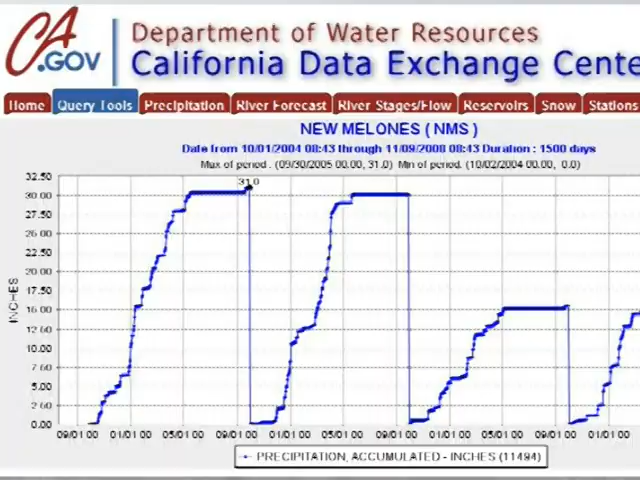 CA
.GOV
Department of Water Resources
California Data Exchange Cente
Home Query Tools Precipitation River Forecast River Stages/Flow Reservoirs Snow Stations
NEW MELONES ( NMS )
Date from 10/01/2004 08:43 through 11/09/2008 08:43 Duration : 1500 days
Max of period : (09/30/2005 00:00, 31.0) Min of period: (10/02/2004 00:00, 0.0)
31.0
32.50
30.00
27.50
25.00
22.50
20.00
17.50
15.00
12.50
10.00
7.50
5.00
2.50
0.00
INCHES
09/01 00 01/01 00 05/01 00 09/01 00 01/01 00 05/01 00 09/01 00 01/01 00 05/01 00 09/01 00 01/01 00
PRECIPITATION, ACCUMULATED - INCHES (11494)